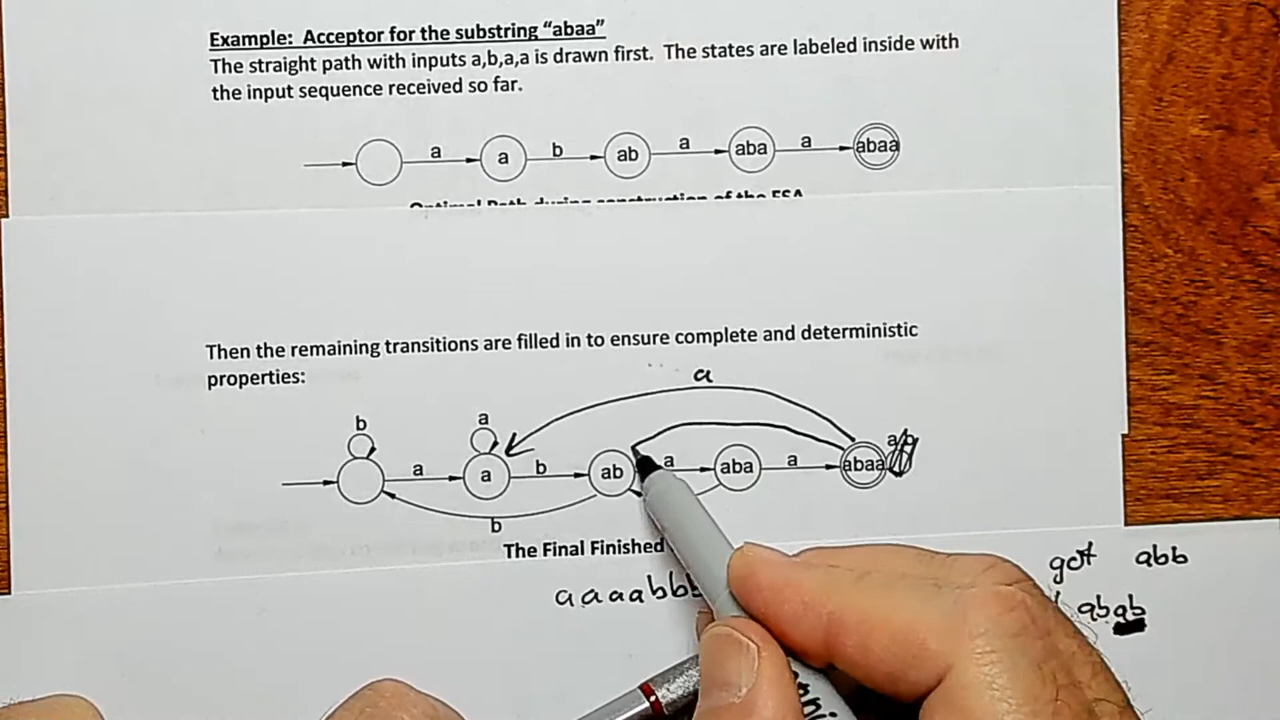 Example: Acceptor for the substring “abaa”
The straight path with inputs a,b,a,a is drawn first. The states are labeled inside with
the input sequence received so far.
a b a a
a ab aba abaa
Then the remaining transitions are filled in to ensure complete and deterministic
properties:
a
b a a/b
a b a a
a ab aba abaa
b
The Final Finished
got abb
aaaabb
abab